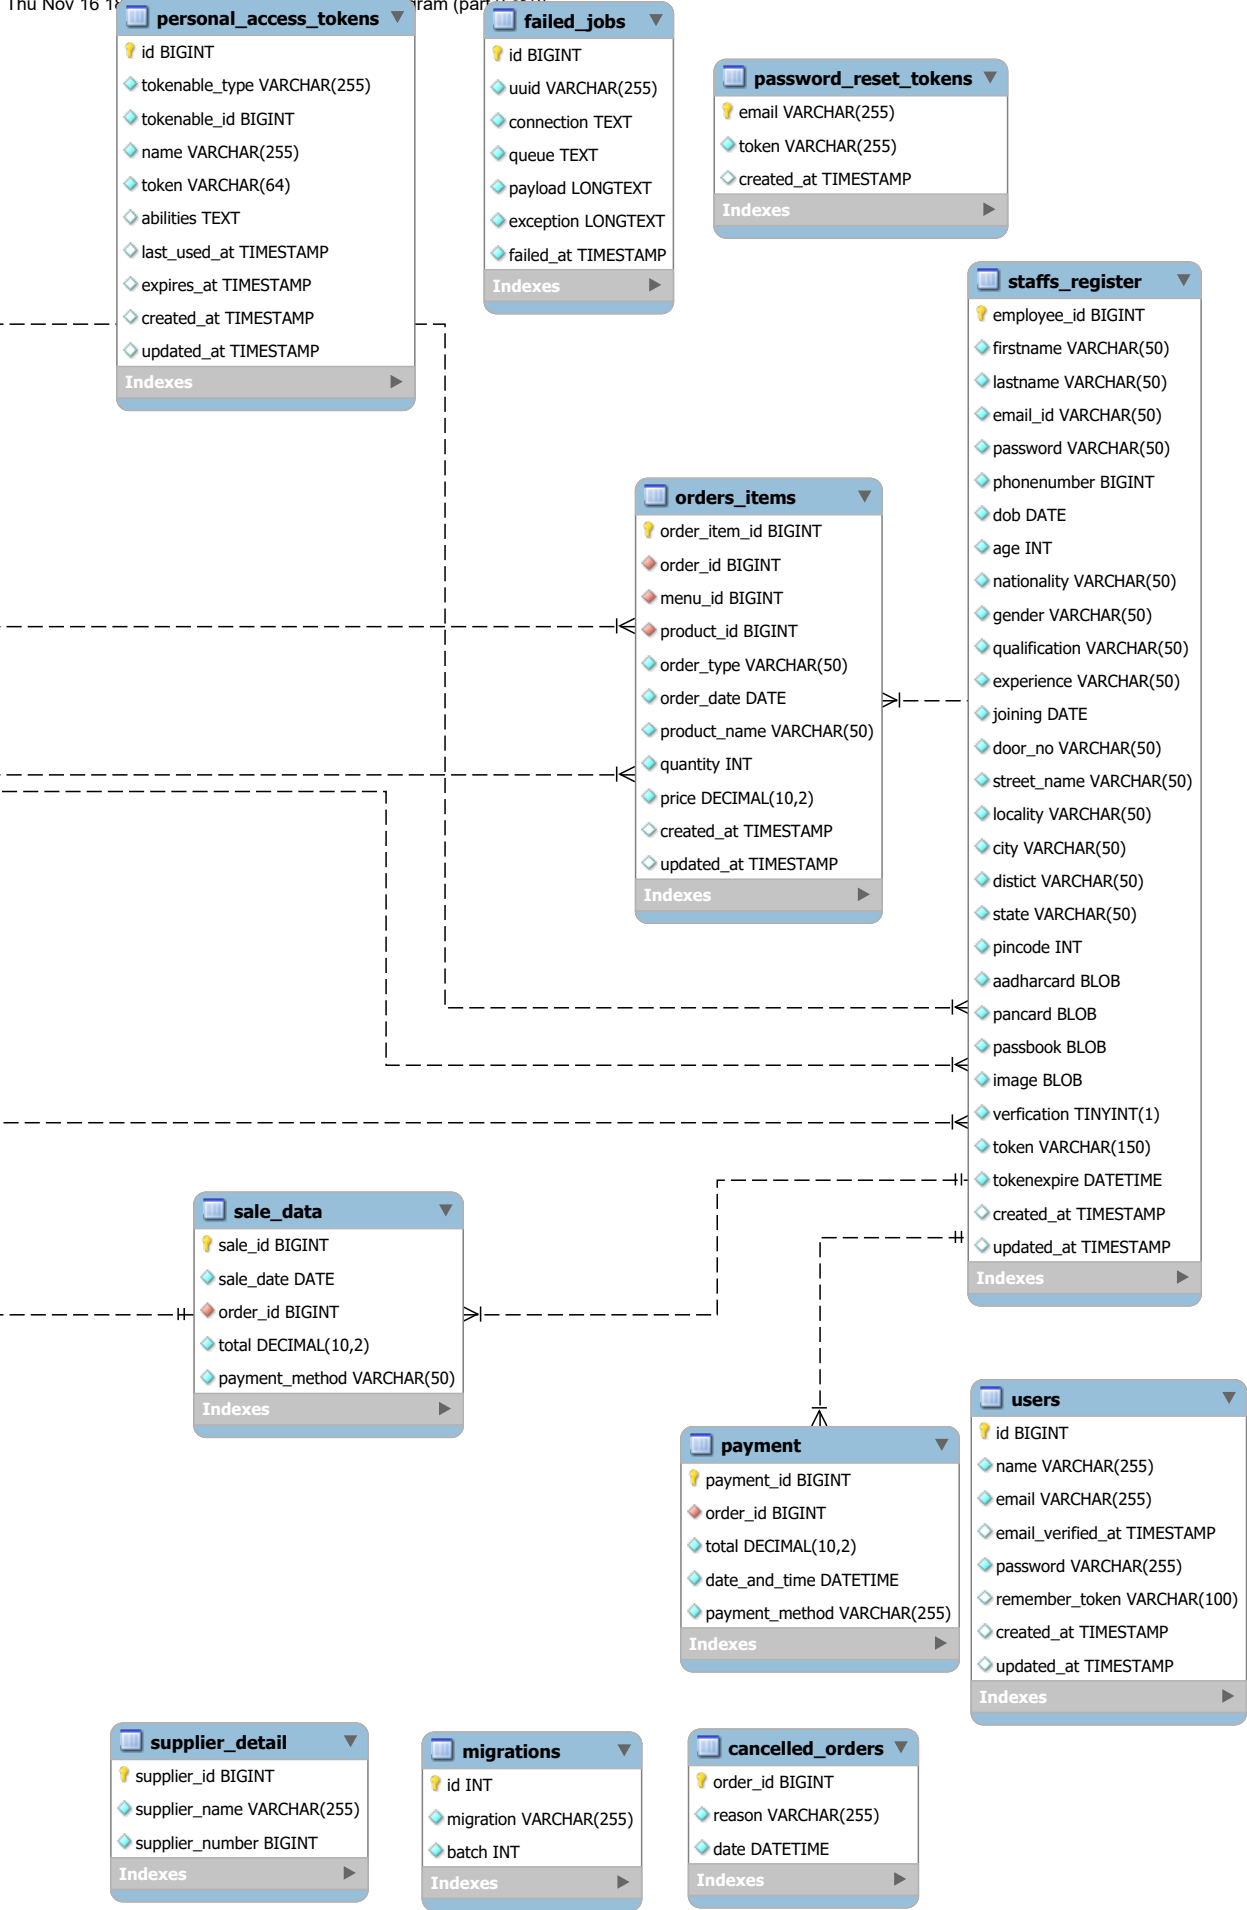 Thu Nov 16 18
gram (part
personal_access_tokens
id BIGINT
tokenable_type VARCHAR(255)
tokenable_id BIGINT
name VARCHAR(255)
token VARCHAR(64)
abilities TEXT
last_used_at TIMESTAMP
expires_at TIMESTAMP
created_at TIMESTAMP
updated_at TIMESTAMP
Indexes
failed_jobs
id BIGINT
uuid VARCHAR(255)
connection TEXT
queue TEXT
payload LONGTEXT
exception LONGTEXT
failed_at TIMESTAMP
Indexes
password_reset_tokens
email VARCHAR(255)
token VARCHAR(255)
created_at TIMESTAMP
Indexes
staffs_register
employee_id BIGINT
firstname VARCHAR(50)
lastname VARCHAR(50)
email_id VARCHAR(50)
password VARCHAR(50)
phonenumber BIGINT
dob DATE
age INT
nationality VARCHAR(50)
gender VARCHAR(50)
qualification VARCHAR(50)
experience VARCHAR(50)
joining DATE
door_no VARCHAR(50)
street_name VARCHAR(50)
locality VARCHAR(50)
city VARCHAR(50)
distict VARCHAR(50)
state VARCHAR(50)
pincode INT
aadharcard BLOB
pancard BLOB
passbook BLOB
image BLOB
verfication TINYINT(1)
token VARCHAR(150)
tokenexpire DATETIME
created_at TIMESTAMP
updated_at TIMESTAMP
Indexes
orders_items
order_item_id BIGINT
order_id BIGINT
menu_id BIGINT
product_id BIGINT
order_type VARCHAR(50)
order_date DATE
product_name VARCHAR(50)
quantity INT
price DECIMAL(10,2)
created_at TIMESTAMP
updated_at TIMESTAMP
Indexes
sale_data
sale_id BIGINT
sale_date DATE
order_id BIGINT
total DECIMAL(10,2)
payment_method VARCHAR(50)
Indexes
payment
payment_id BIGINT
order_id BIGINT
total DECIMAL(10,2)
date_and_time DATETIME
payment_method VARCHAR(255)
Indexes
users
id BIGINT
name VARCHAR(255)
email VARCHAR(255)
email_verified_at TIMESTAMP
password VARCHAR(255)
remember_token VARCHAR(100)
created_at TIMESTAMP
updated_at TIMESTAMP
Indexes
supplier_detail
supplier_id BIGINT
supplier_name VARCHAR(255)
supplier_number BIGINT
Indexes
migrations
id INT
migration VARCHAR(255)
batch INT
Indexes
cancelled_orders
order_id BIGINT
reason VARCHAR(255)
date DATETIME
Indexes